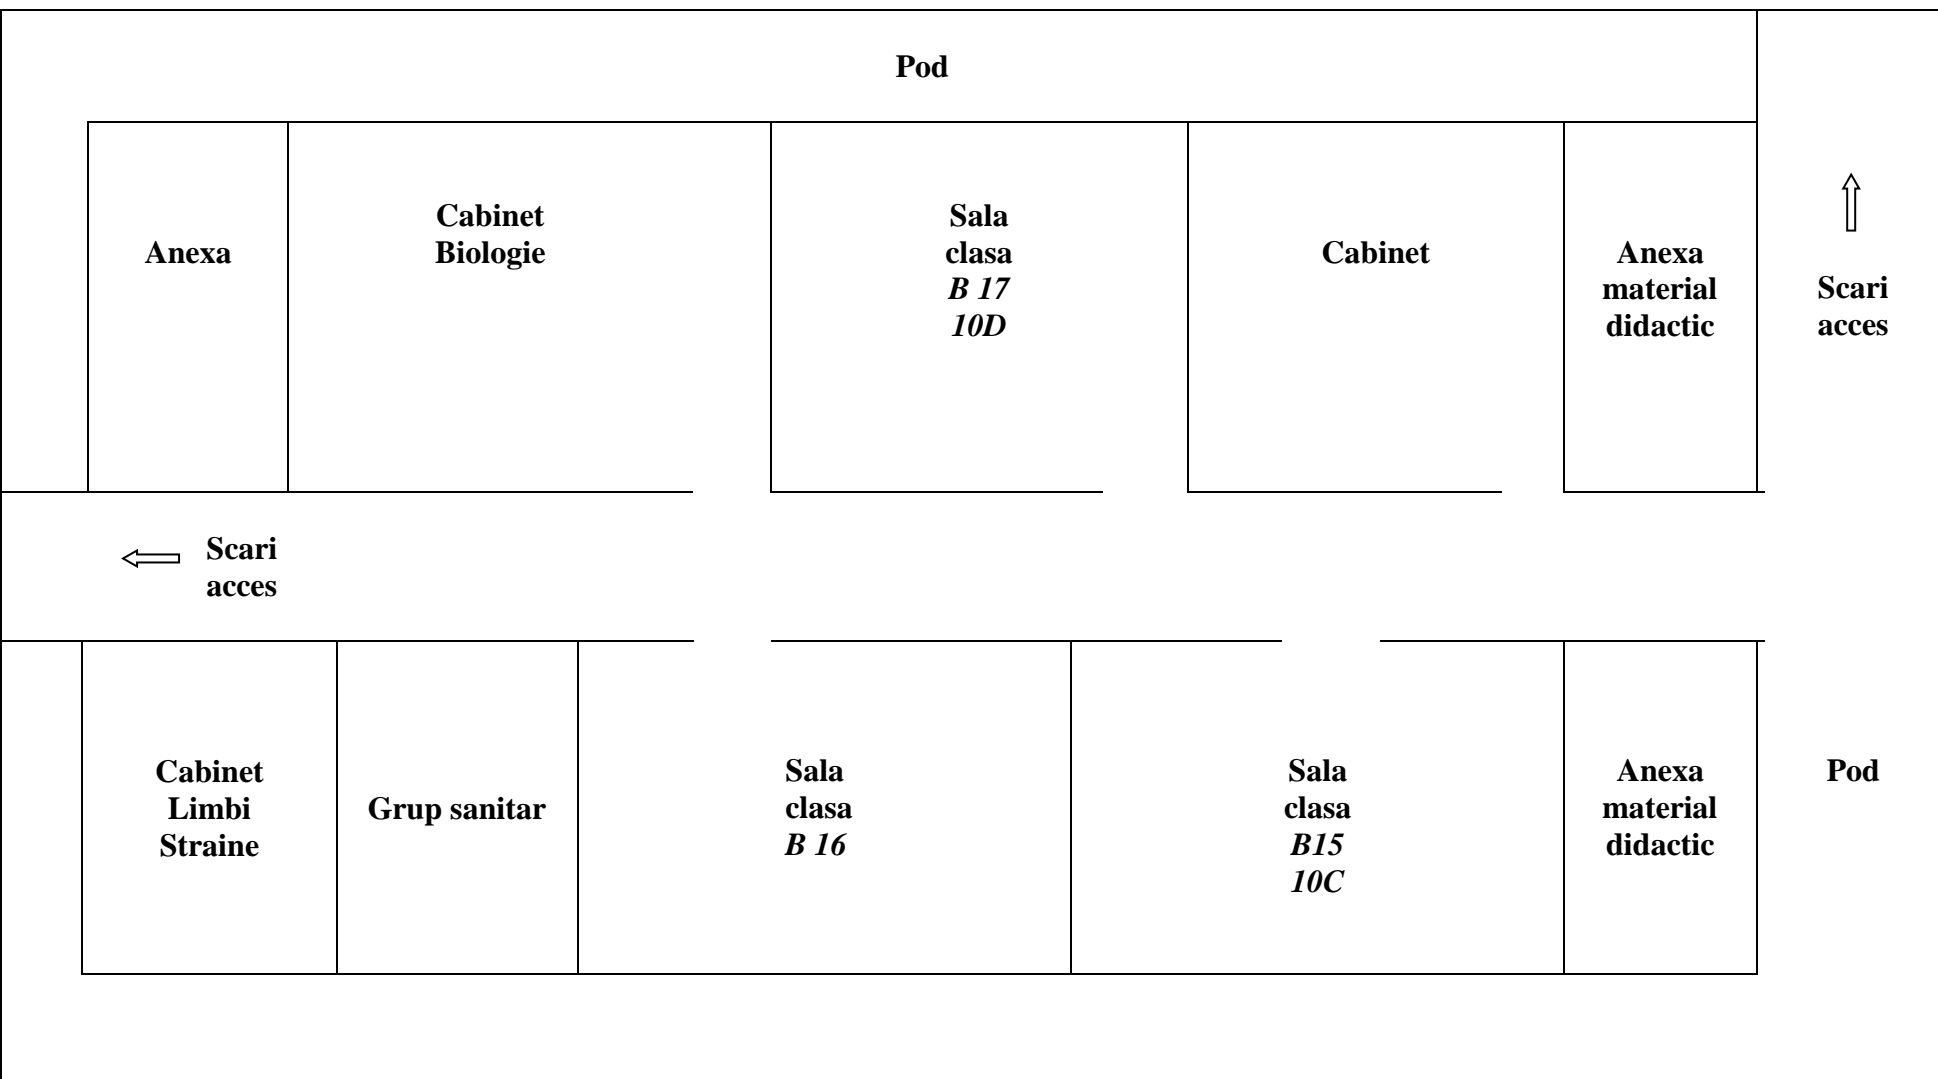 Pod
Anexa
Cabinet
Biologie
Sala
clasa
B 17
10D
Cabinet
Anexa
material
didactic
Scari
acces
Scari
acces
Cabinet
Limbi
Straine
Grup sanitar
Sala
clasa
B 16
Sala
clasa
B15
10C
Anexa
material
didactic
Pod